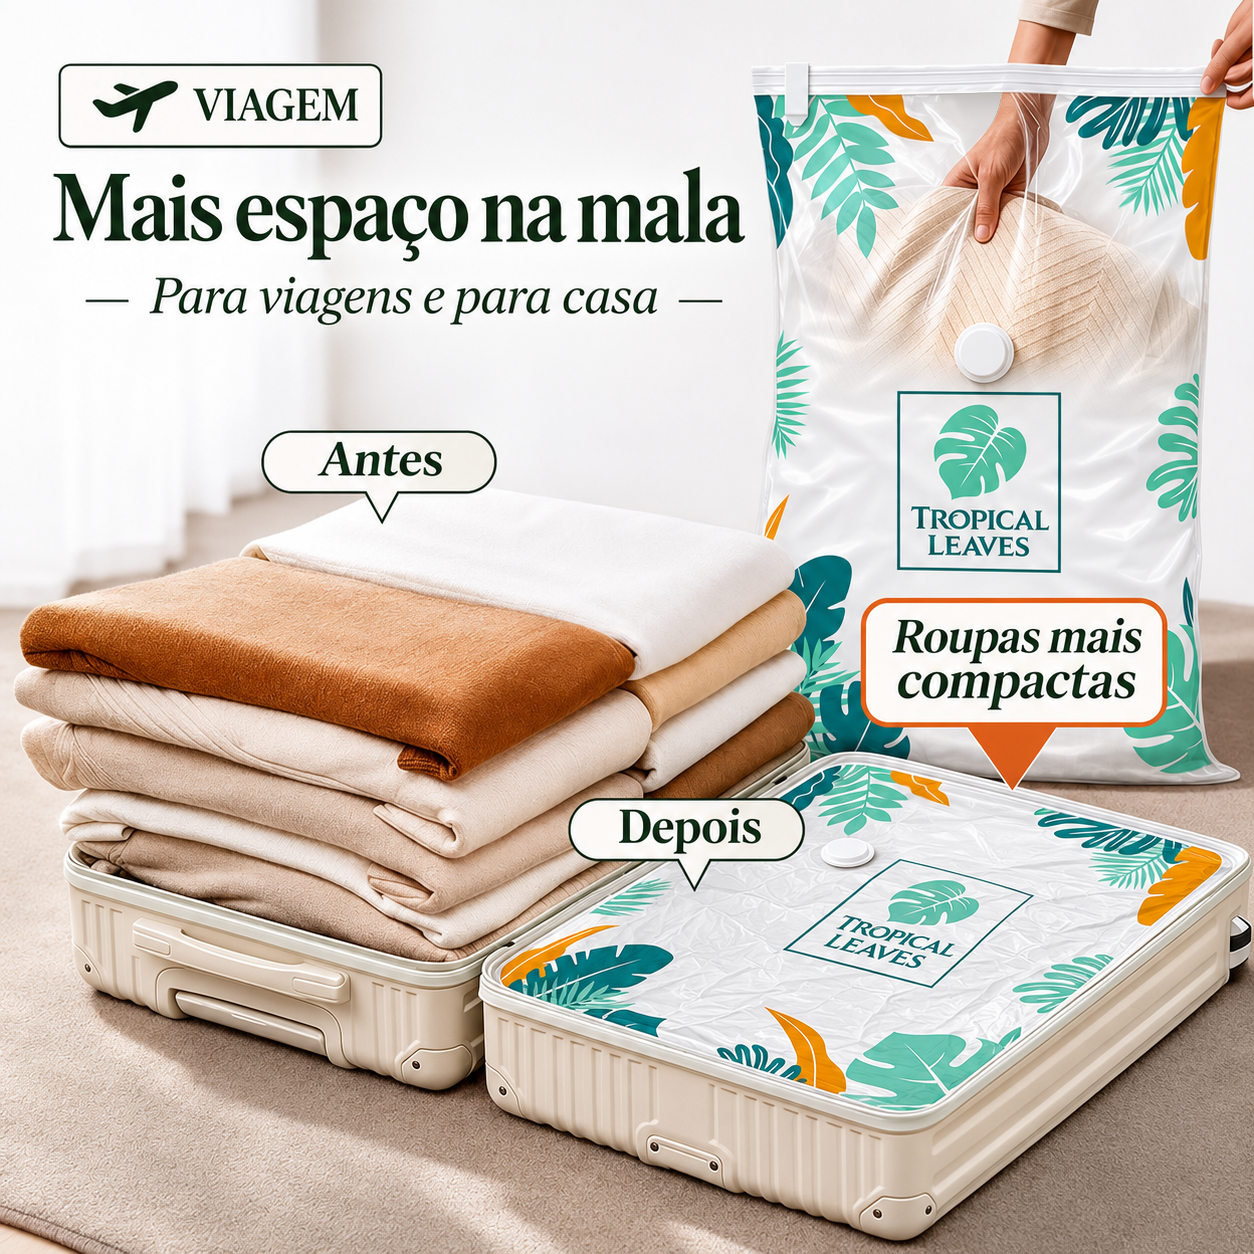 VIAGEM
Mais espaço na mala
— Para viagens e para casa —
Antes
TROPICAL
LEAVES
Roupas mais
compactas
Depois
TROPICAL
LEAVES